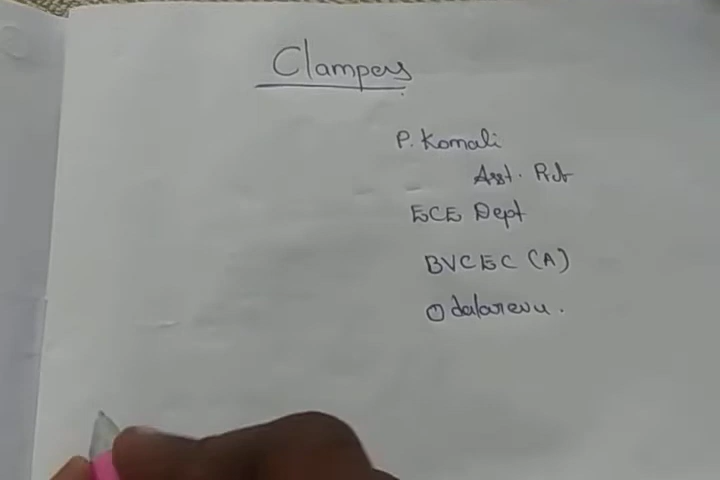 Clampers
P. Komali
Asst. Prof
ECE Dept
BVCEC (A)
Odalarevu.